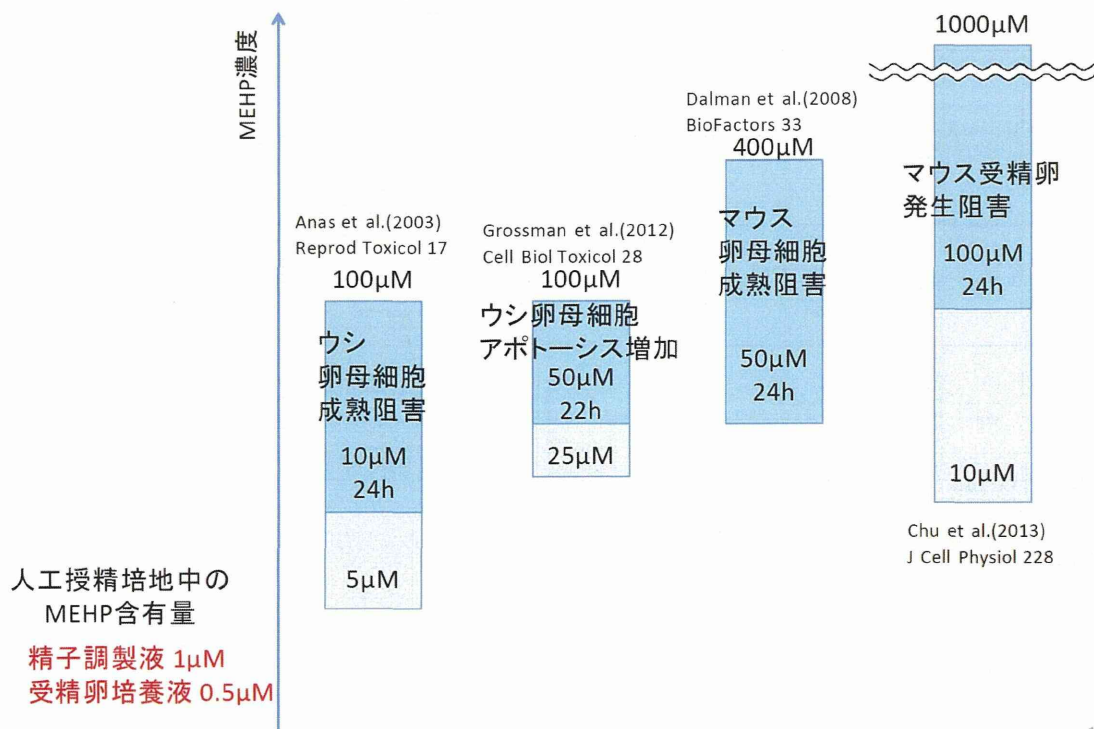 MEHP濃度
Anas et al.(2003)
Reprod Toxicol 17
100μM
ウシ
卵母細胞
成熟阻害
10μM
24h
5μM
Grossman et al.(2012)
Cell Biol Toxicol 28
100μM
ウシ卵母細胞
アポトーシス増加
50μM
22h
25μM
Dalman et al.(2008)
BioFactors 33
400μM
マウス
卵母細胞
成熟阻害
50μM
24h
1000μM
マウス受精卵
発生阻害
100μM
24h
10μM
Chu et al.(2013)
J Cell Physiol 228
人工授精培地中の
MEHP含有量
精子調製液 1μM
受精卵培養液 0.5μM